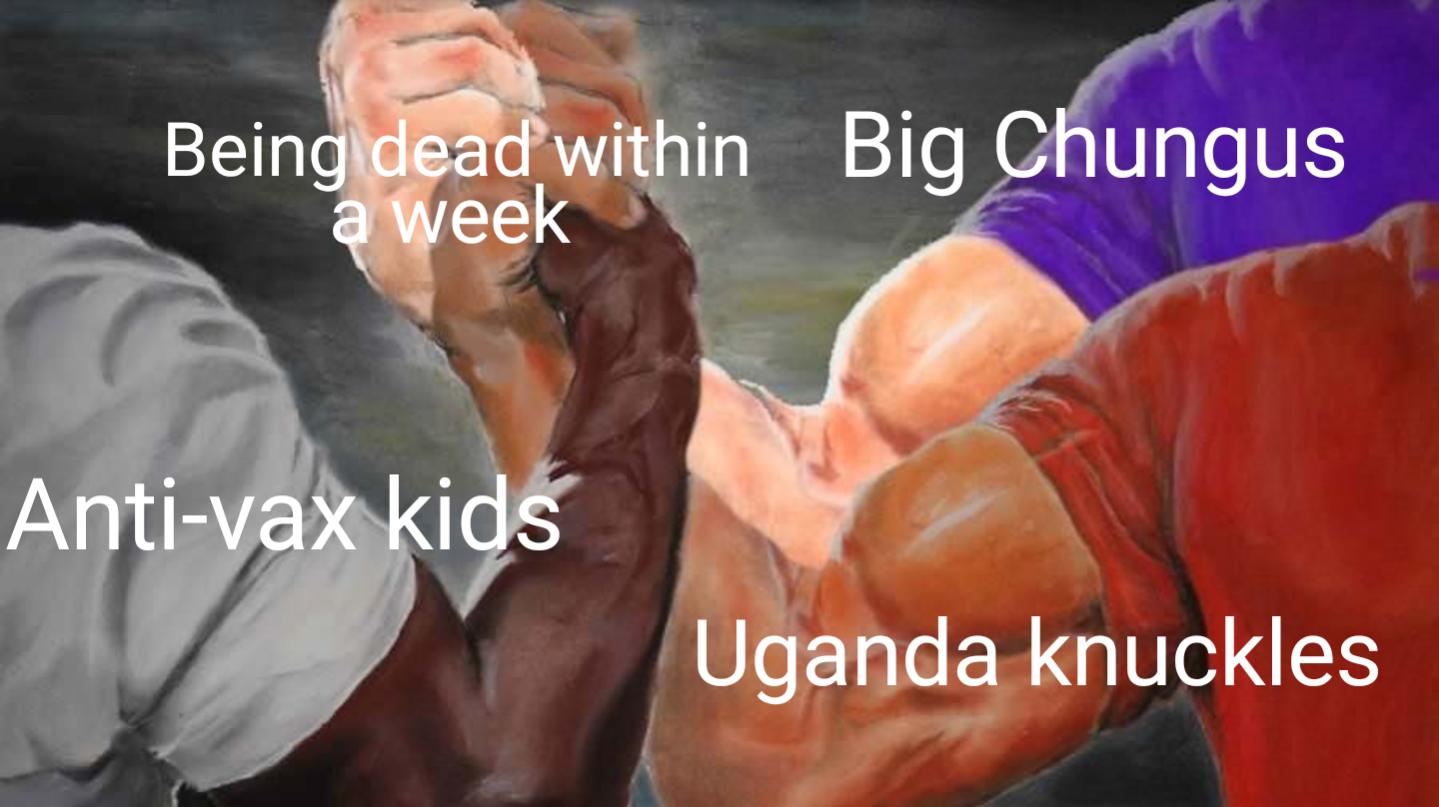 Being dead within
a week
Big Chungus
Anti-vax kids
Uganda knuckles